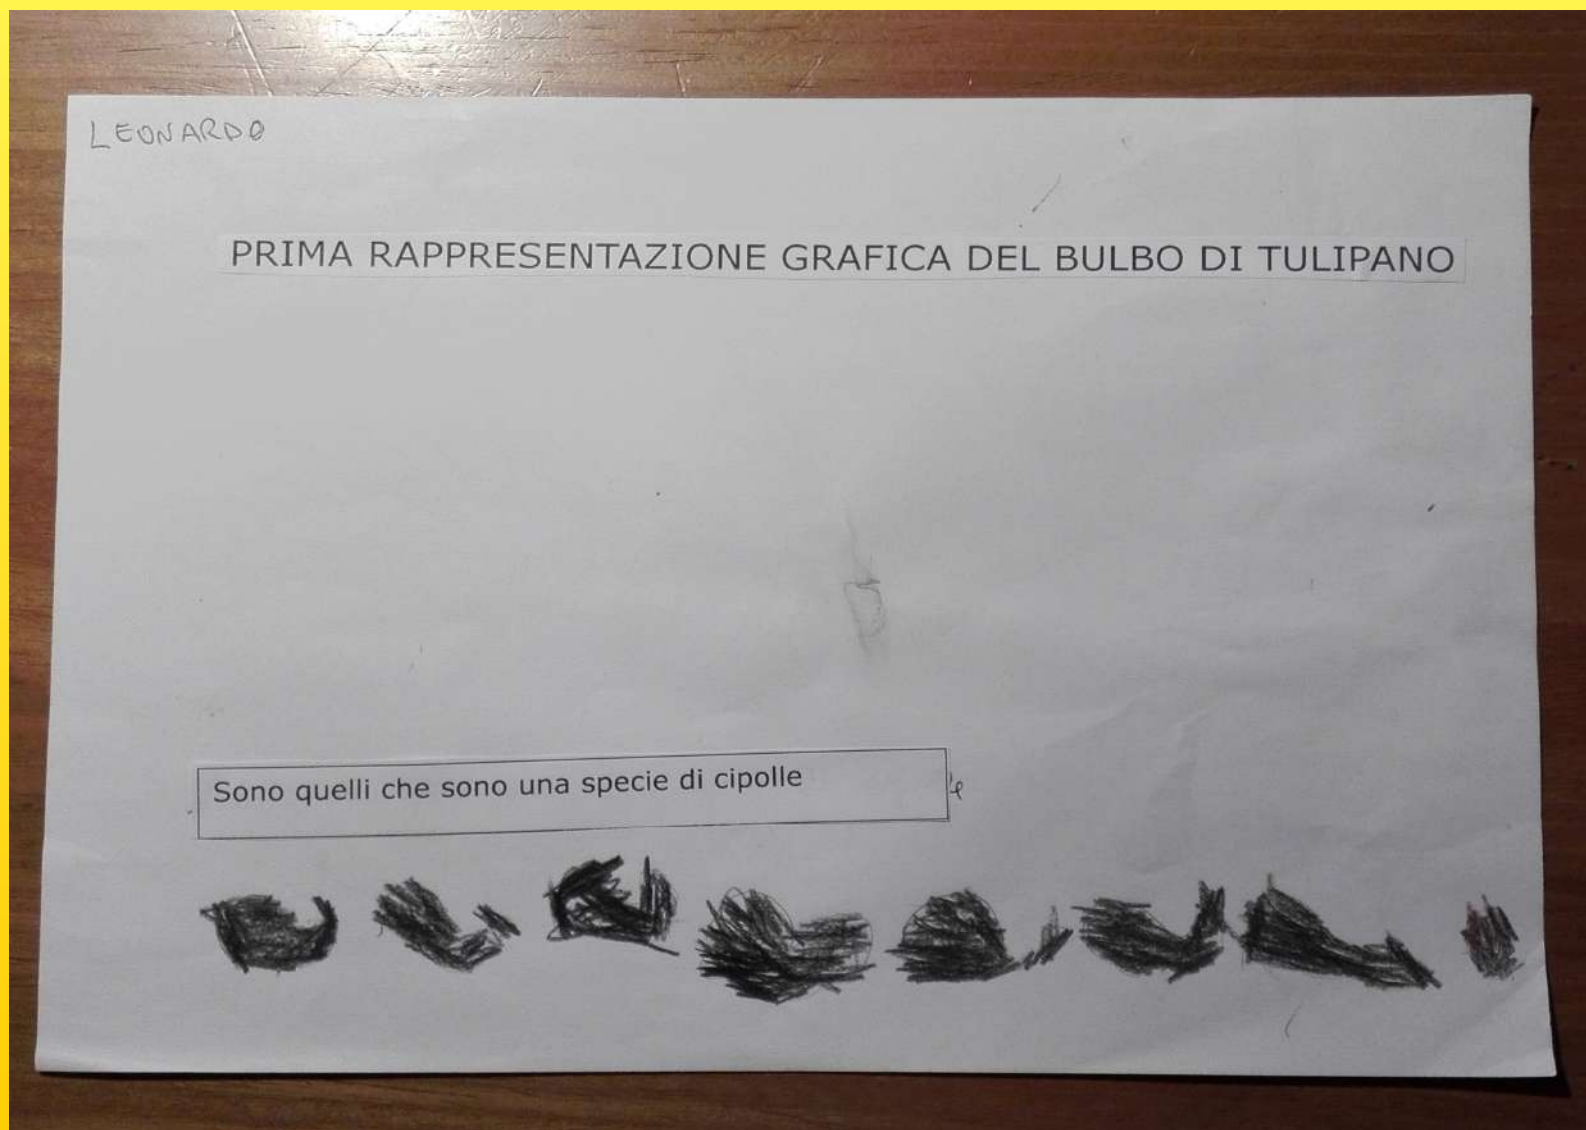 LEONARDO
PRIMA RAPPRESENTAZIONE GRAFICA DEL BULBO DI TULIPANO
Sono quelli che sono una specie di cipolle